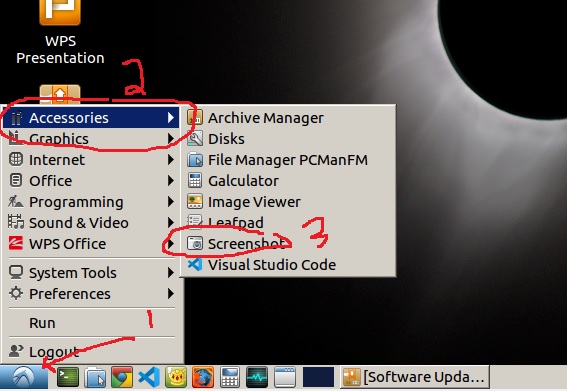 WPS
Presentation
2
Accessories
Graphics
Internet
Office
Programming
Sound & Video
WPS Office
System Tools
Preferences
Run
Logout
Archive Manager
Disks
File Manager PCManFM
Galculator
Image Viewer
Leafpad
Screenshot
3
Visual Studio Code
1
[Software Upda...